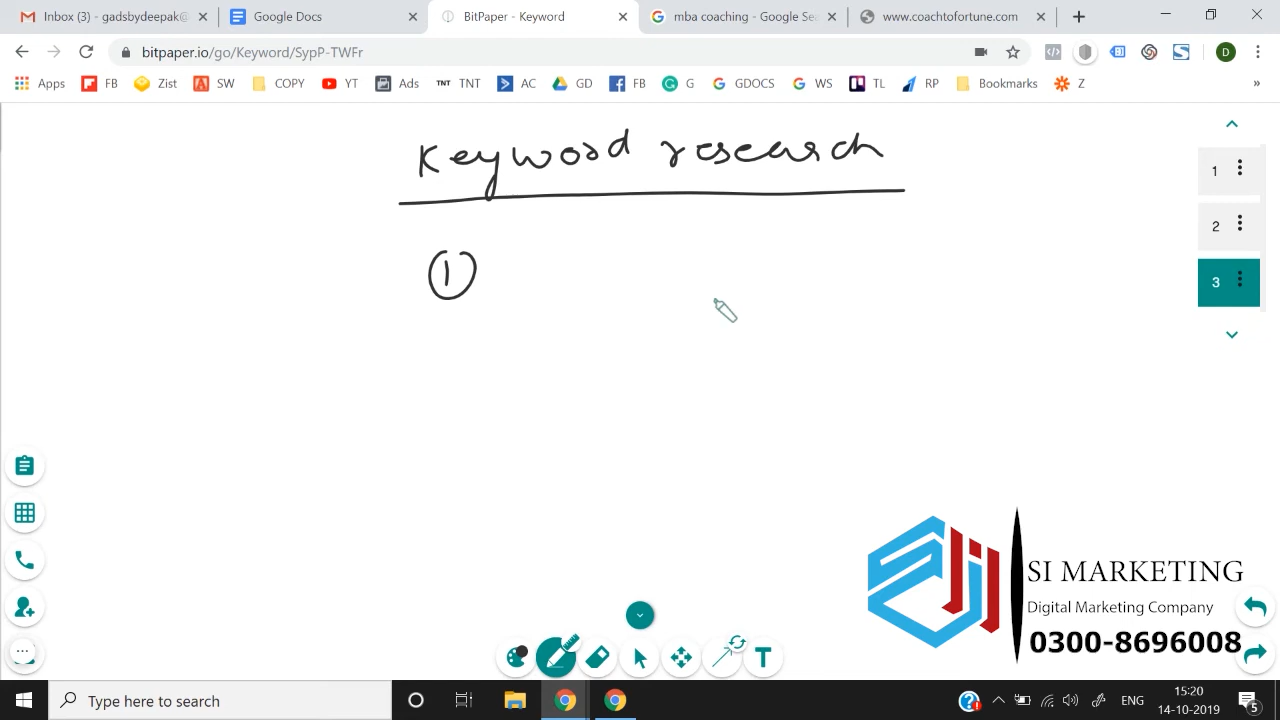 Inbox (3) - gadsbydeepak@
Google Docs
BitPaper - Keyword
mba coaching - Google Sea
www.coachtofortune.com
bitpaper.io/go/Keyword/SypP-TWFr
D
Apps
FB
Zist
SW
COPY
YT
Ads
TNT TNT
AC
GD
FB
G
GDOCS
WS
TL
RP
Bookmarks
Z
»
Keyword research
1
1
2
3
SI MARKETING
Digital Marketing Company
0300-8696008
T
Type here to search
ENG
15:20
14-10-2019
5